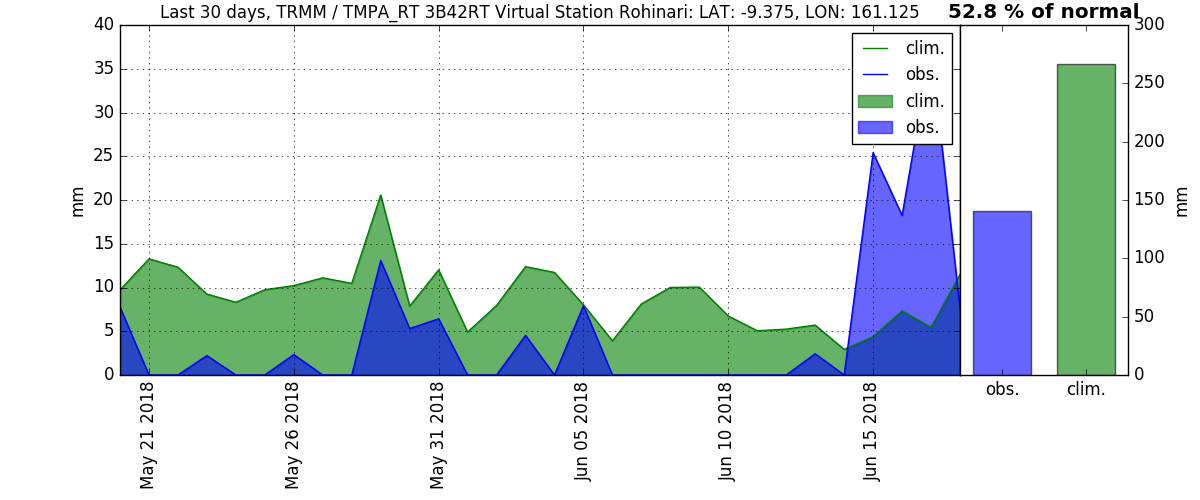 Last 30 days, TRMM / TMPA_RT 3B42RT Virtual Station Rohinari: LAT: -9.375, LON: 161.125
52.8 % of normal
40
35
30
25
20
15
10
5
0
mm
clim.
obs.
clim.
obs.
300
250
200
150
100
50
0
mm
May 21 2018
May 26 2018
May 31 2018
Jun 05 2018
Jun 10 2018
Jun 15 2018
obs.
clim.